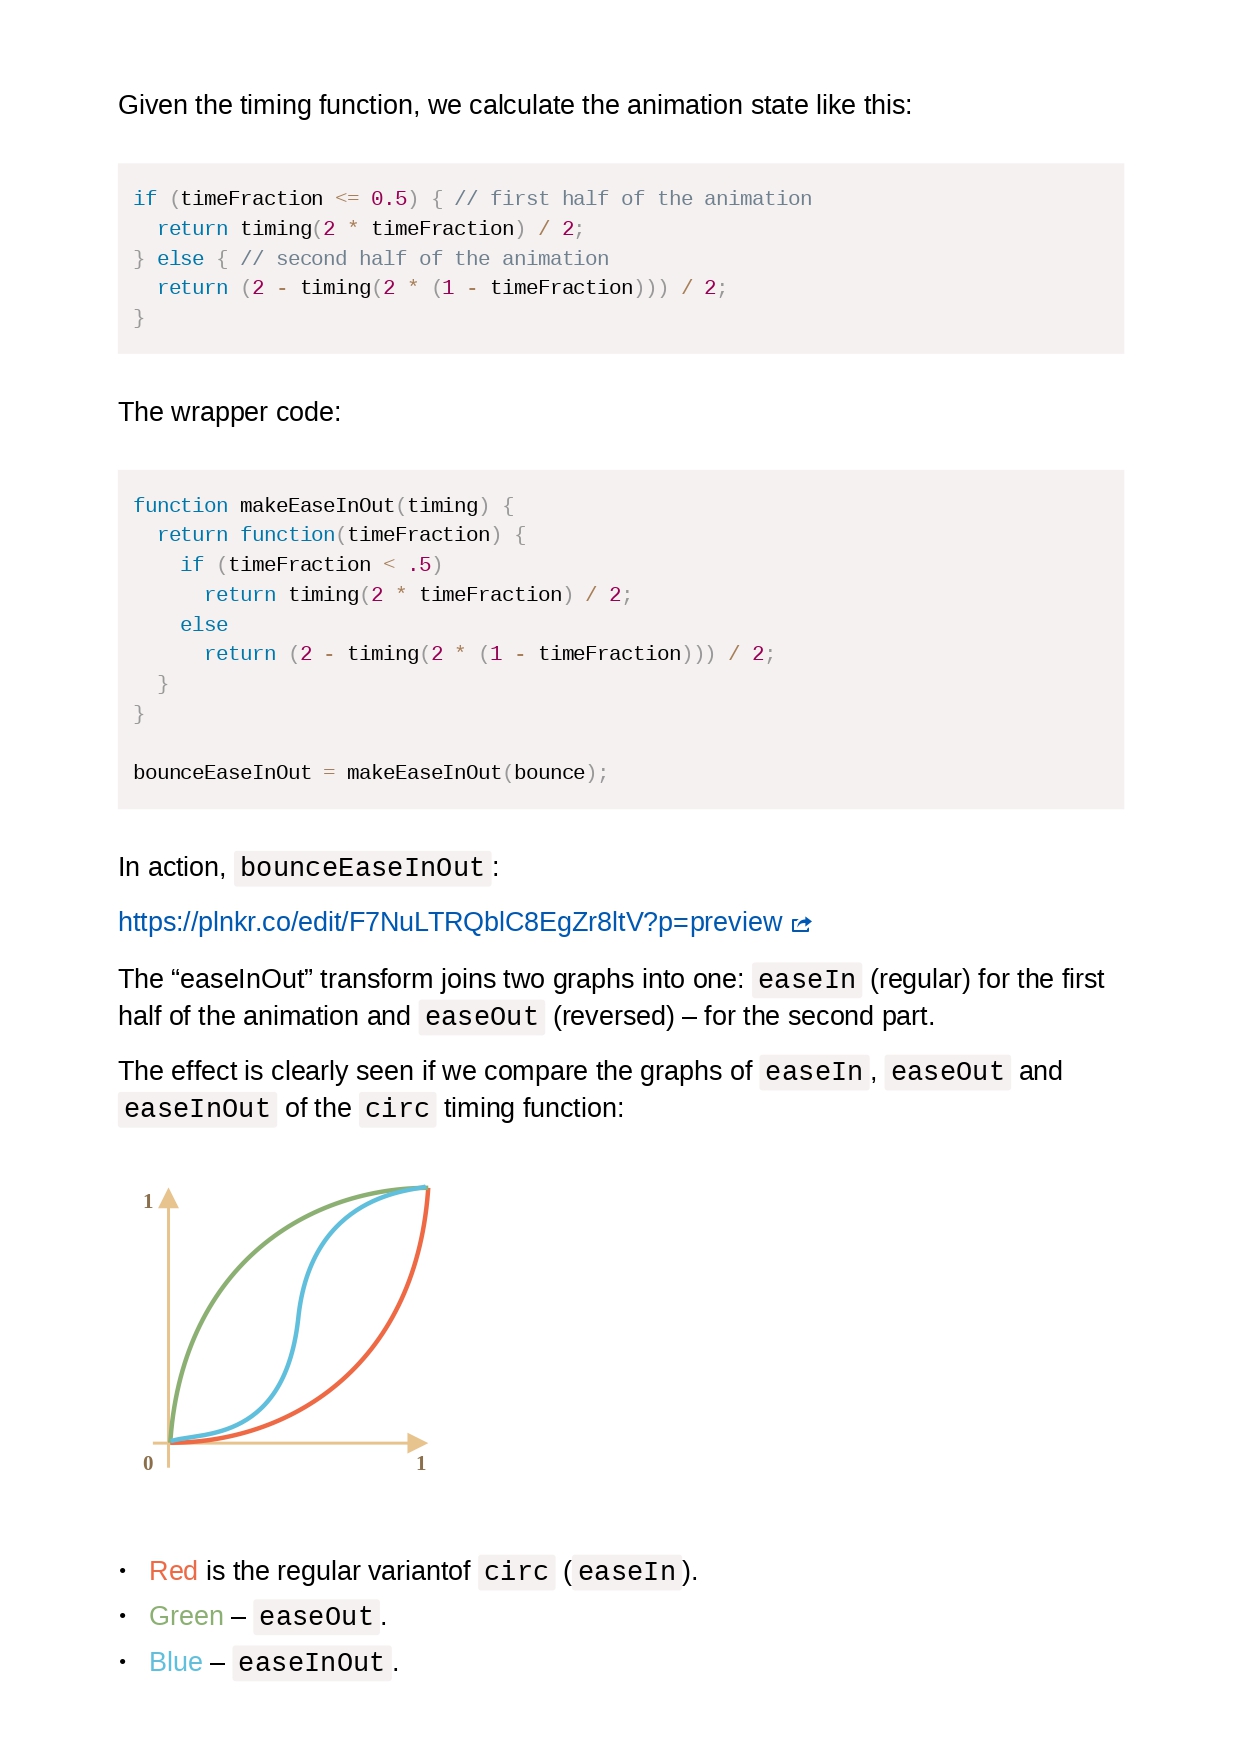 Given the timing function, we calculate the animation state like this:
if (timeFraction <= 0.5) { // first half of the animation
  return timing(2 * timeFraction) / 2;
} else { // second half of the animation
  return (2 - timing(2 * (1 - timeFraction))) / 2;
}
The wrapper code:
function makeEaseInOut(timing) {
  return function(timeFraction) {
    if (timeFraction < .5)
      return timing(2 * timeFraction) / 2;
    else
      return (2 - timing(2 * (1 - timeFraction))) / 2;
  }
}
bounceEaseInOut = makeEaseInOut(bounce);
In action, bounceEaseInOut:
https://plnkr.co/edit/F7NuLTRQblC8EgZr8ltV?p=preview
The “easeInOut” transform joins two graphs into one: easeIn (regular) for the first
half of the animation and easeOut (reversed) – for the second part.
The effect is clearly seen if we compare the graphs of easeIn, easeOut and
easeInOut of the circ timing function:
1
0
1
• Red is the regular variantof circ (easeIn).
• Green – easeOut.
• Blue – easeInOut.